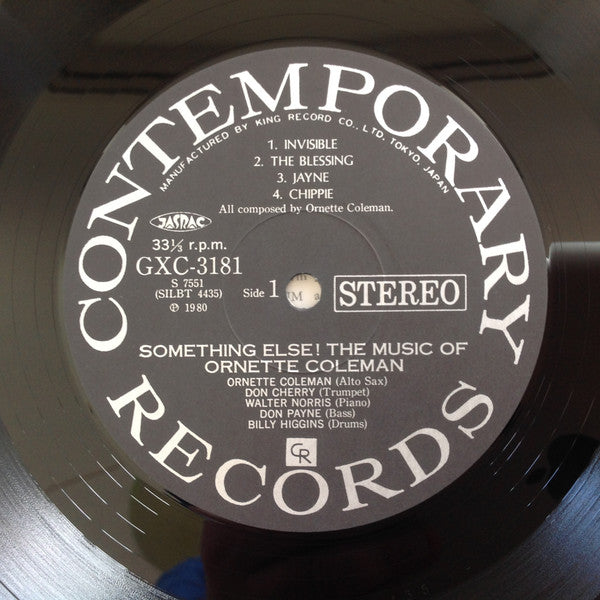 CONTEMPORARY
MANUFACTURED BY KING RECORD CO., LTD, TOKYO, JAPAN
1. INVISIBLE
2. THE BLESSING
3. JAYNE
4. CHIPPIE
All composed by Ornette Coleman.
JASRAC
33⅓ r.p.m.
GXC-3181
S 7551
(SILBT 4435)
℗ 1980
Side 1
STEREO
SOMETHING ELSE! THE MUSIC OF
ORNETTE COLEMAN
ORNETTE COLEMAN (Alto Sax)
DON CHERRY (Trumpet)
WALTER NORRIS (Piano)
DON PAYNE (Bass)
BILLY HIGGINS (Drums)
CR
RECORDS